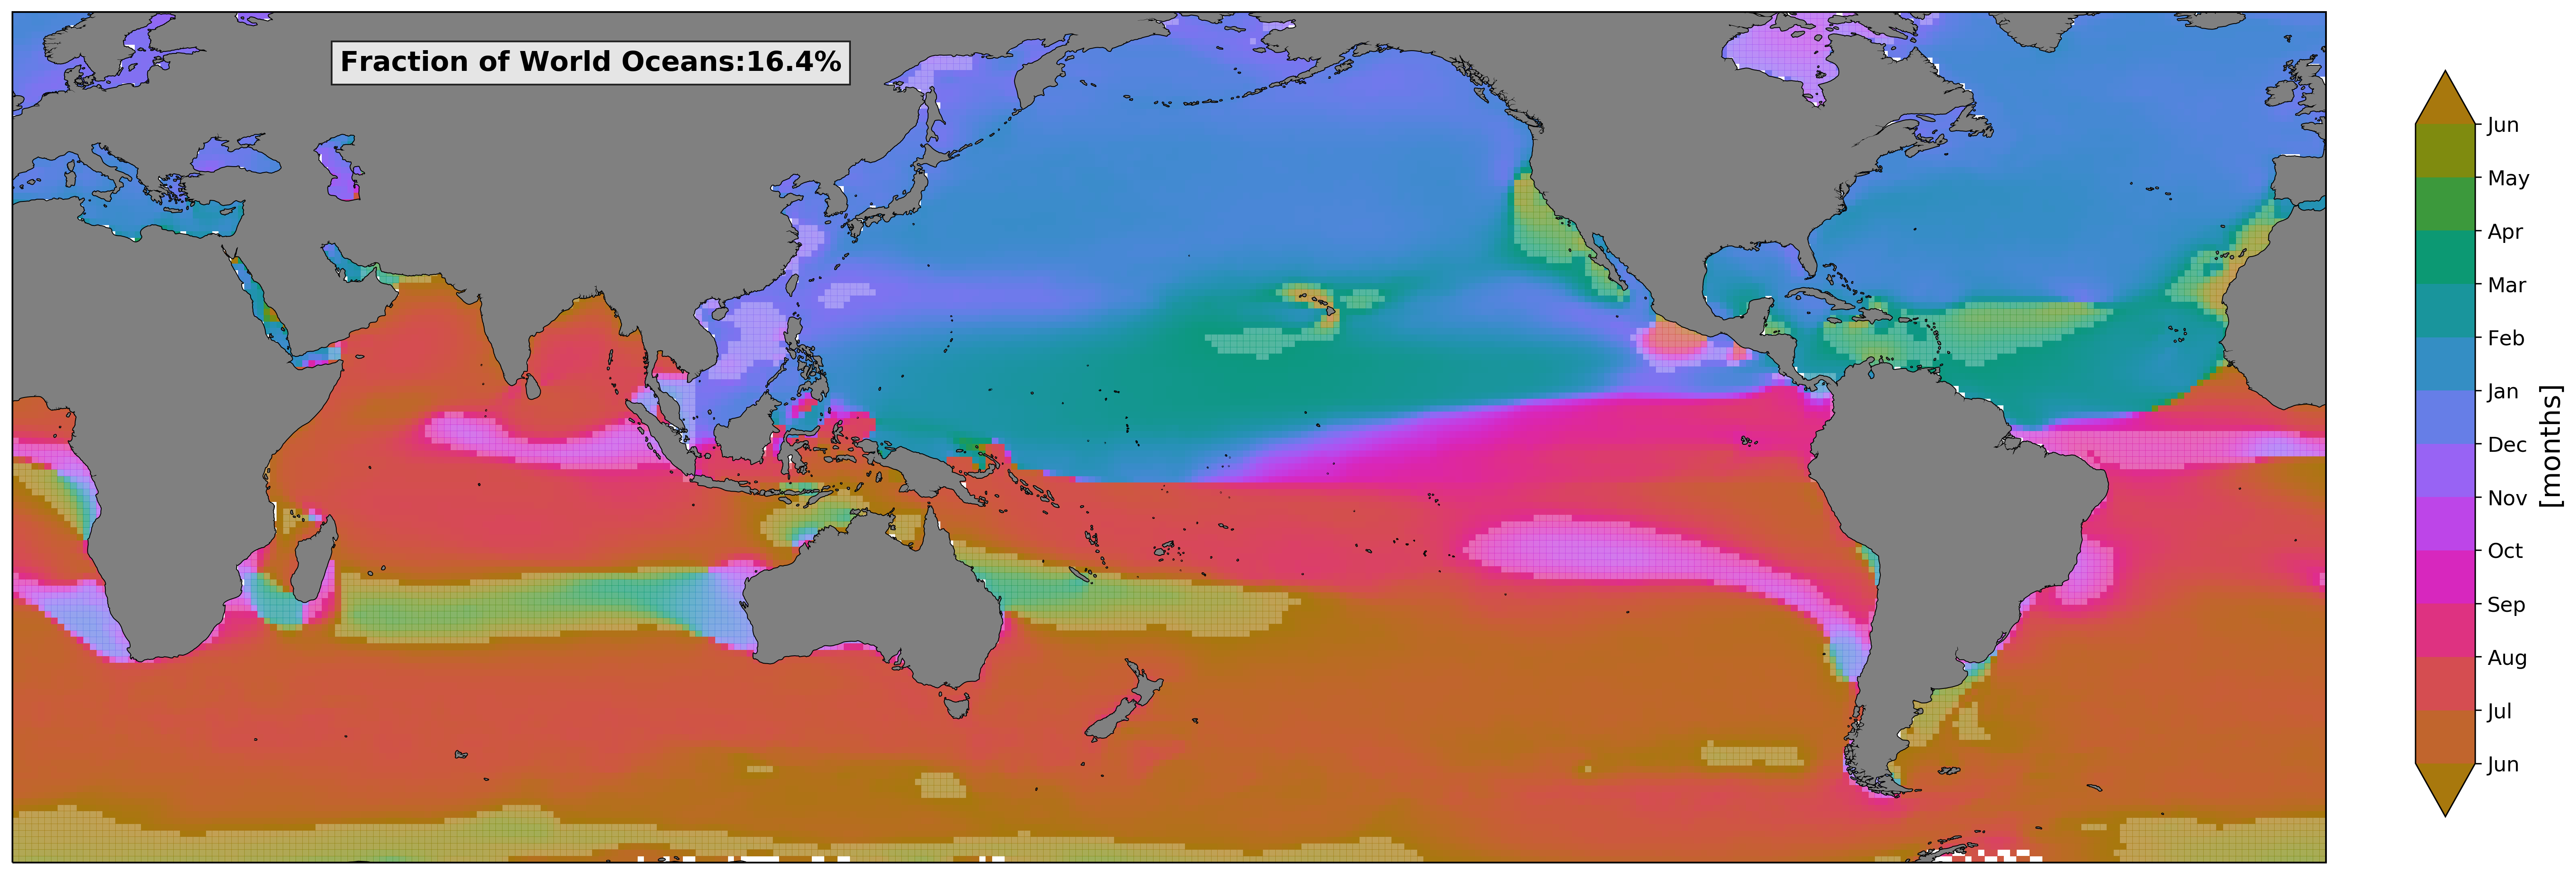 Fraction of World Oceans:16.4%
Jun
May
Apr
Mar
Feb
Jan
Dec
Nov
Oct
Sep
Aug
Jul
Jun
[months]